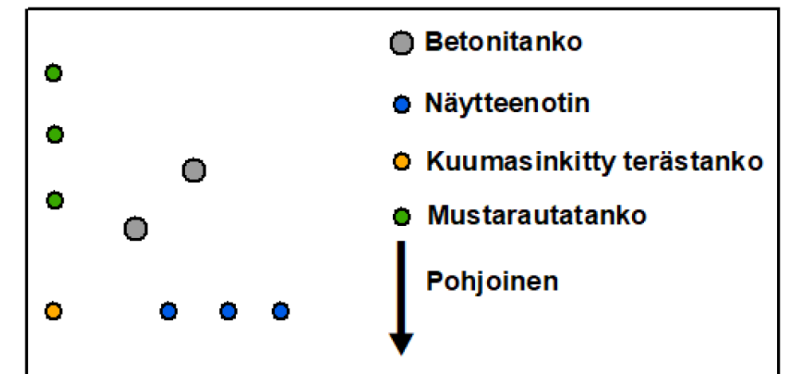 Betonitanko
Näytteenotin
Kuumasinkitty terästanko
Mustarautatanko
Pohjoinen